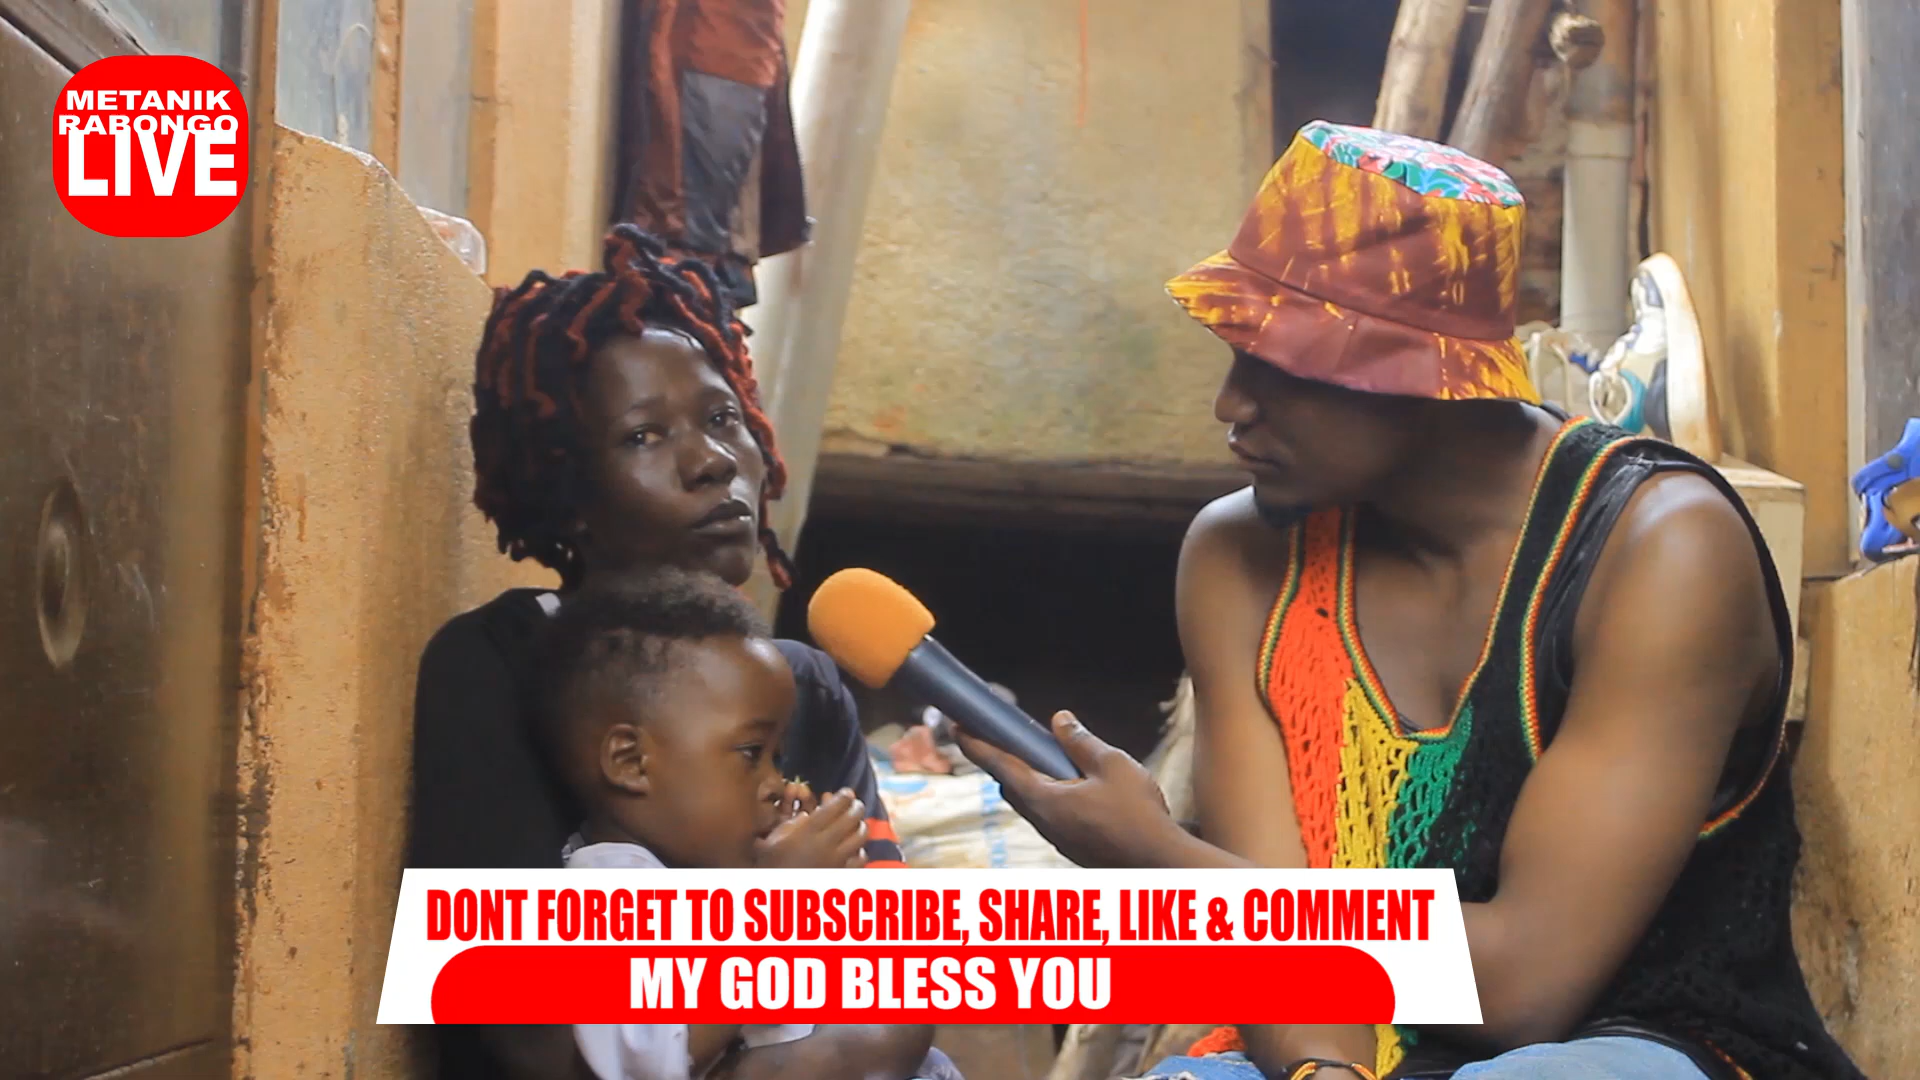 METANIK
RABONGO
LIVE
DONT FORGET TO SUBSCRIBE, SHARE, LIKE & COMMENT
MY GOD BLESS YOU